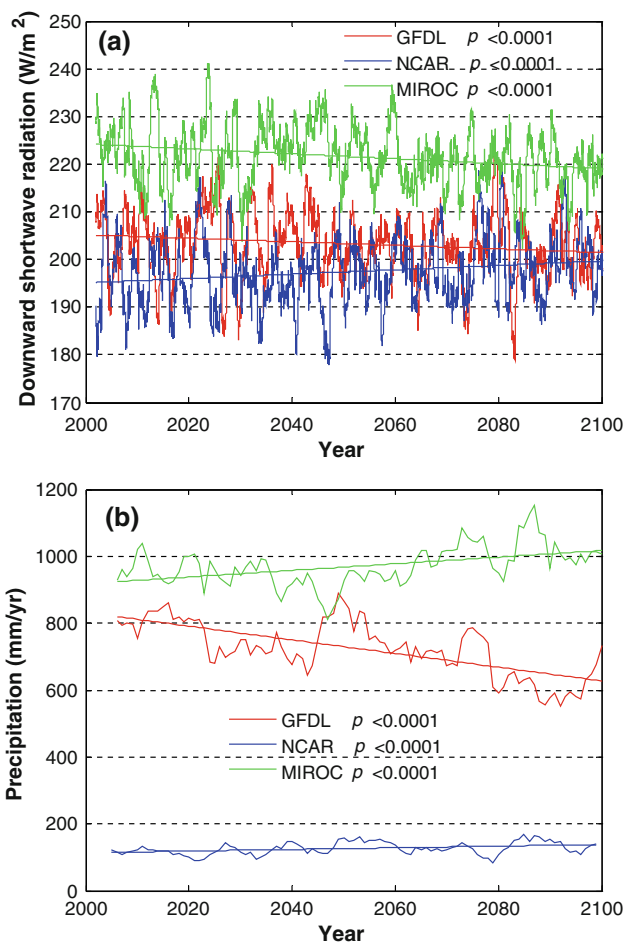 (a)
GFDL p <0.0001
NCAR p <0.0001
MIROC p <0.0001
Downward shortwave radiation (W/m 2)
250
240
230
220
210
200
190
180
170
2000 2020 2040 2060 2080 2100
Year
(b)
Precipitation (mm/yr)
1200
1000
800
600
400
200
0
GFDL p <0.0001
NCAR p <0.0001
MIROC p <0.0001
2000 2020 2040 2060 2080 2100
Year